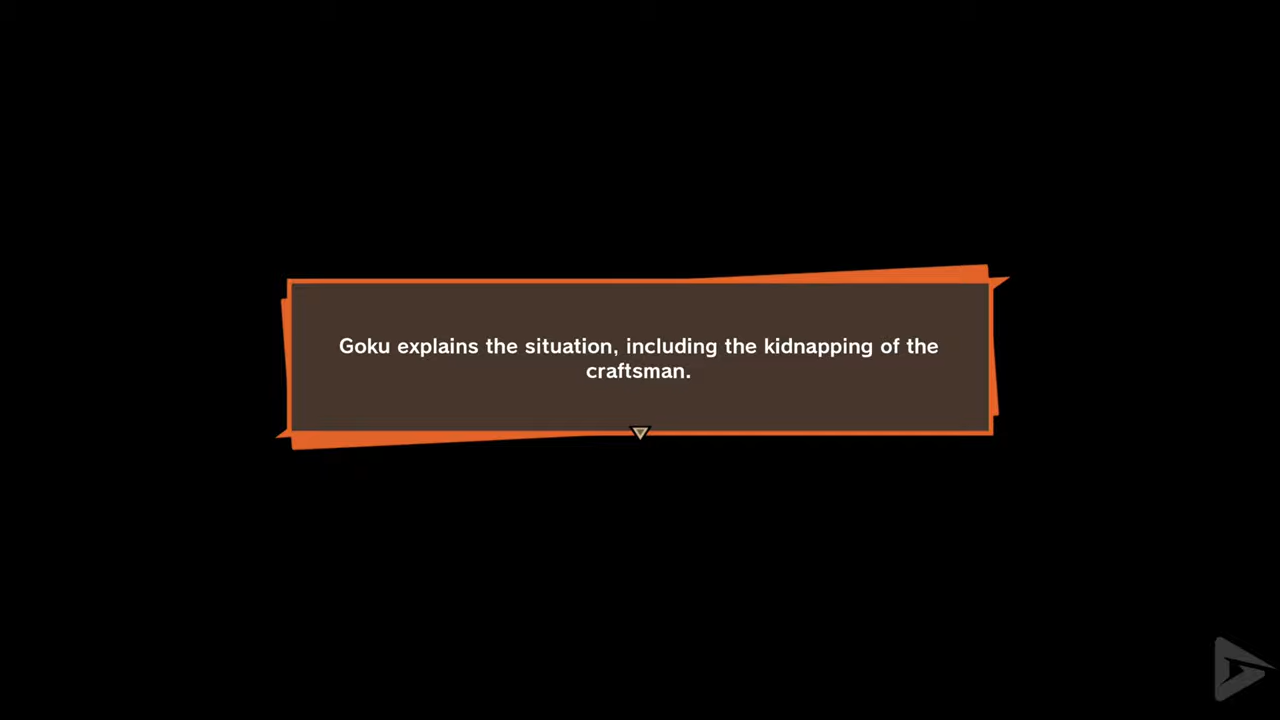 Goku explains the situation, including the kidnapping of the
craftsman.